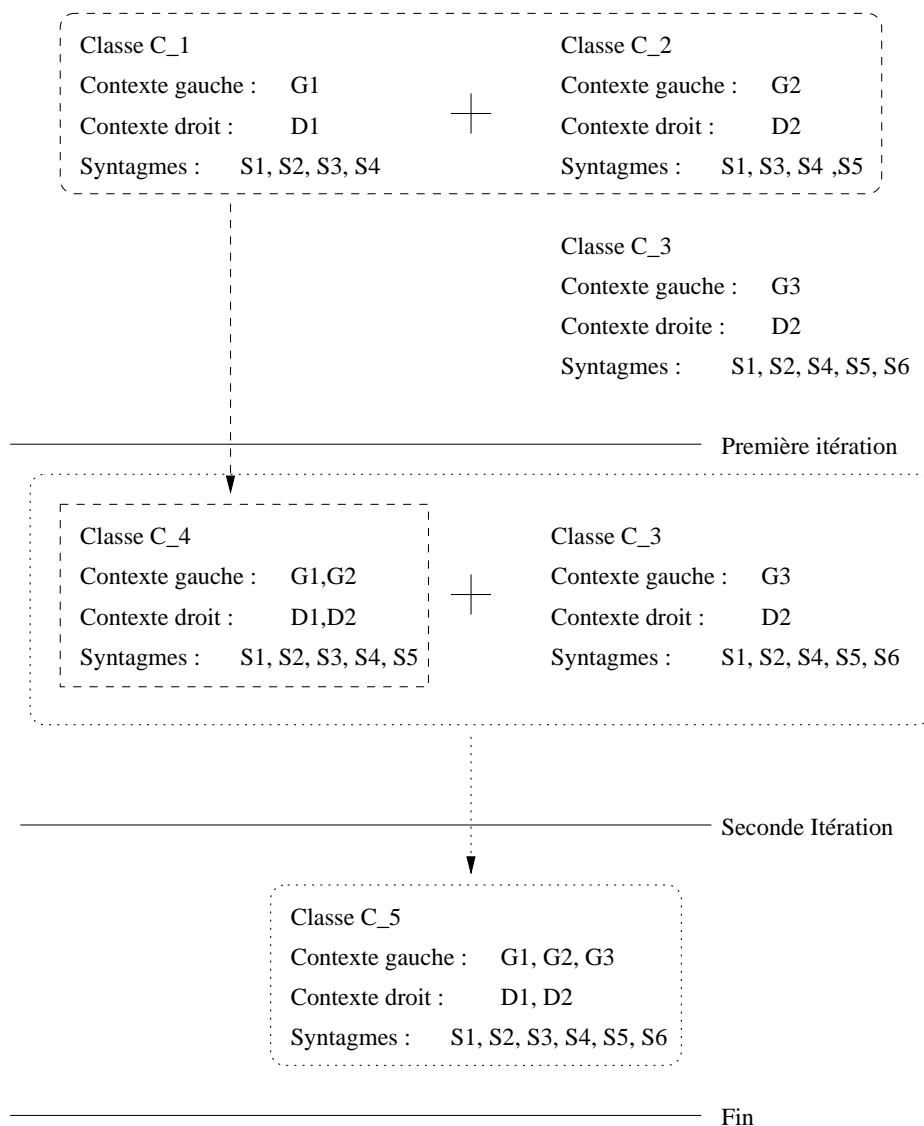 Classe C_1
Contexte gauche : G1
Contexte droit : D1
Syntagmes : S1, S2, S3, S4
Classe C_2
Contexte gauche : G2
Contexte droit : D2
Syntagmes : S1, S3, S4 ,S5
Classe C_3
Contexte gauche : G3
Contexte droite : D2
Syntagmes : S1, S2, S4, S5, S6
Première itération
Classe C_4
Contexte gauche : G1,G2
Contexte droit : D1,D2
Syntagmes : S1, S2, S3, S4, S5
Classe C_3
Contexte gauche : G3
Contexte droit : D2
Syntagmes : S1, S2, S4, S5, S6
Seconde Itération
Classe C_5
Contexte gauche : G1, G2, G3
Contexte droit : D1, D2
Syntagmes : S1, S2, S3, S4, S5, S6
Fin